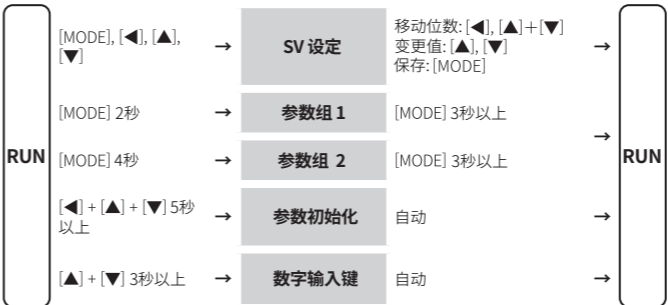 RUN
[MODE], [◀], [▲],
[▼]
→
SV 设定
移动位数: [◀], [▲]+[▼]
变更值: [▲], [▼]
保存: [MODE]
→
[MODE] 2秒
→
参数组 1
[MODE] 3秒以上
[MODE] 4秒
→
参数组 2
[MODE] 3秒以上
→
[◀] + [▲] + [▼] 5秒
以上
→
参数初始化
自动
→
[▲] + [▼] 3秒以上
→
数字输入键
自动
→
RUN